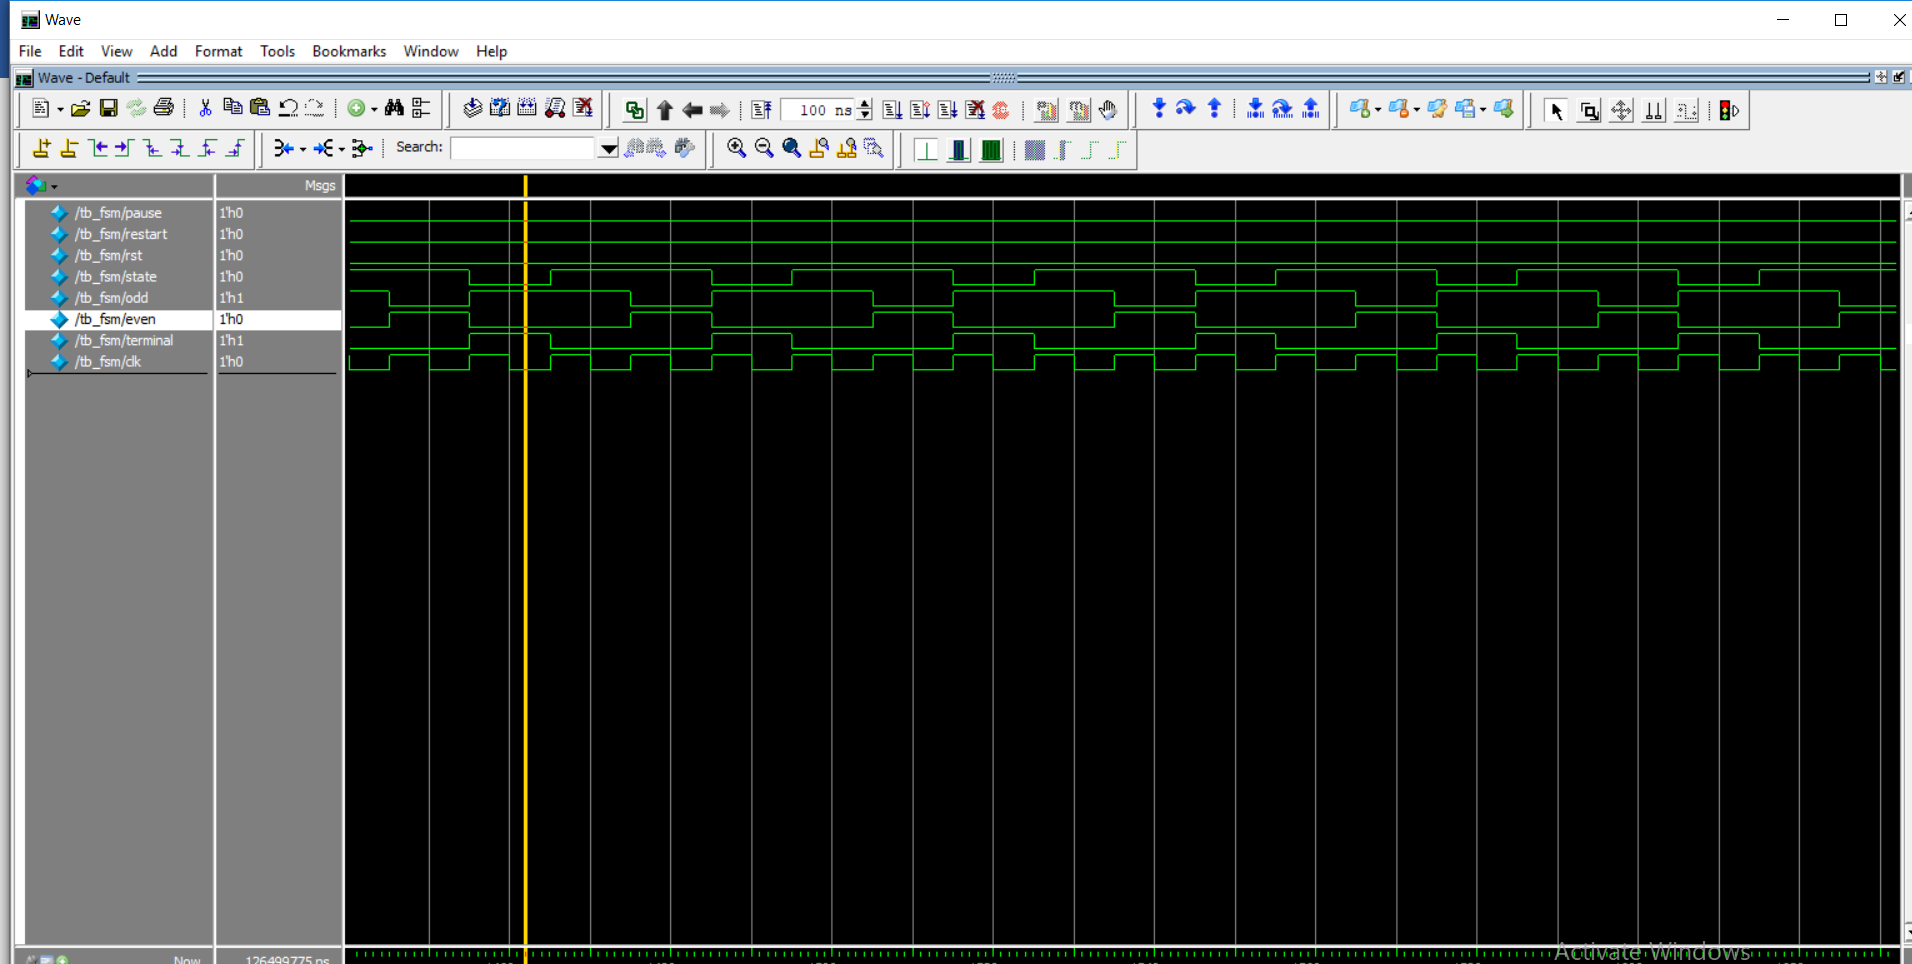 Wave
File Edit View Add Format Tools Bookmarks Window Help
Wave - Default
100 ns
Search:
Msgs
/tb_fsm/pause 1'h0
/tb_fsm/restart 1'h0
/tb_fsm/rst 1'h0
/tb_fsm/state 1'h0
/tb_fsm/odd 1'h1
/tb_fsm/even 1'h0
/tb_fsm/terminal 1'h1
/tb_fsm/clk 1'h0
Activate Windows
Now 126499775 ns